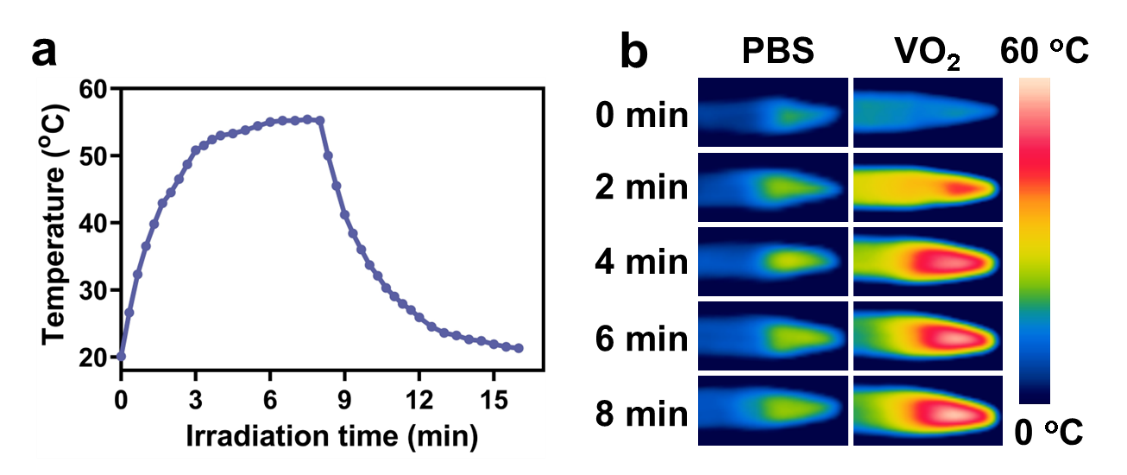 a
60
50
40
30
20
Temperature (°C)
0 3 6 9 12 15
Irradiation time (min)
b
PBS VO₂ 60 °C
0 min
2 min
4 min
6 min
8 min
0 °C